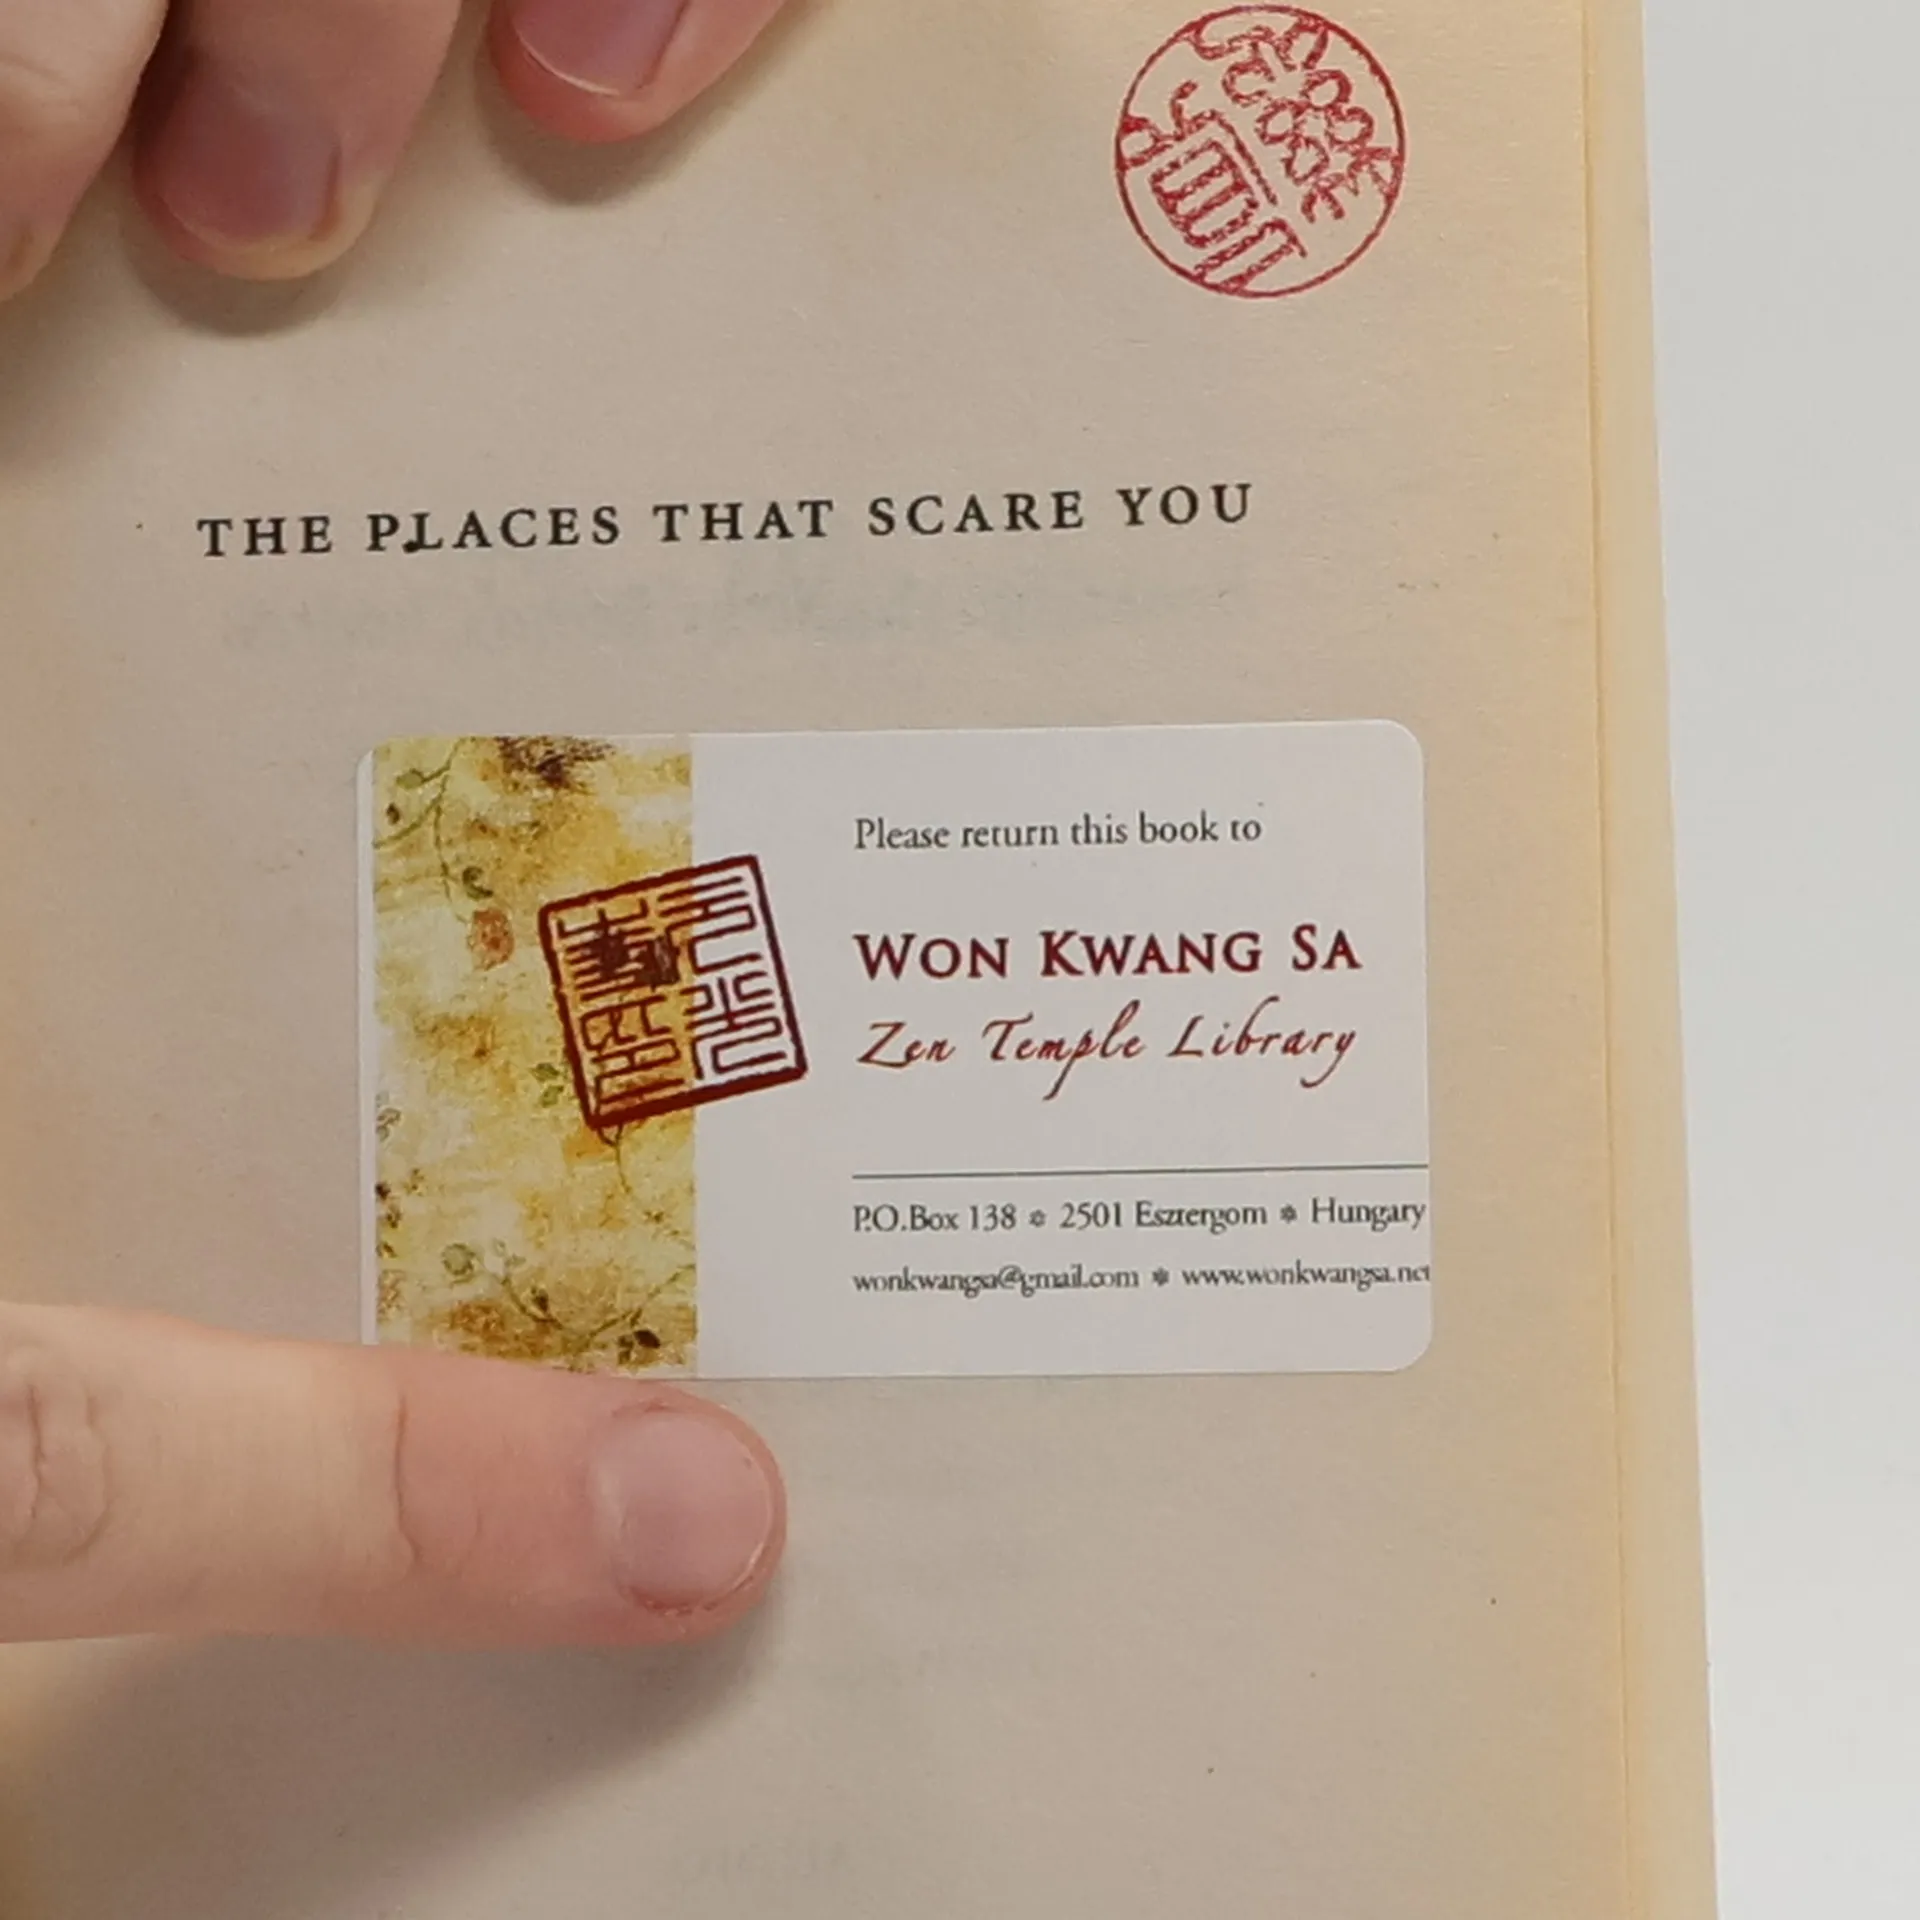 THE PLACES THAT SCARE YOU
Please return this book to
WON KWANG SA
Zen Temple Library
P.O.Box 138 * 2501 Esztergom * Hungary
wonkwangsa@gmail.com * www.wonkwangsa.net